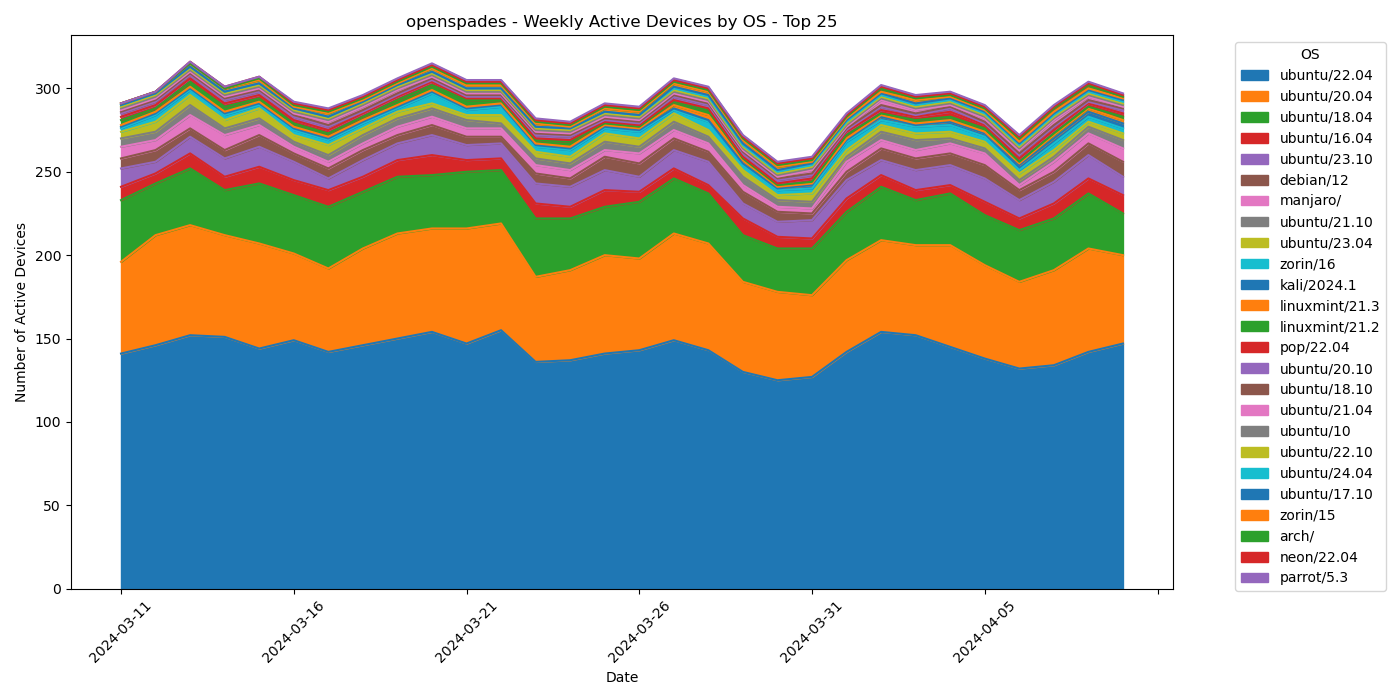 openspades - Weekly Active Devices by OS - Top 25
Number of Active Devices
300
250
200
150
100
50
0
2024-03-11
2024-03-16
2024-03-21
2024-03-26
2024-03-31
2024-04-05
Date
OS
ubuntu/22.04
ubuntu/20.04
ubuntu/18.04
ubuntu/16.04
ubuntu/23.10
debian/12
manjaro/
ubuntu/21.10
ubuntu/23.04
zorin/16
kali/2024.1
linuxmint/21.3
linuxmint/21.2
pop/22.04
ubuntu/20.10
ubuntu/18.10
ubuntu/21.04
ubuntu/10
ubuntu/22.10
ubuntu/24.04
ubuntu/17.10
zorin/15
arch/
neon/22.04
parrot/5.3